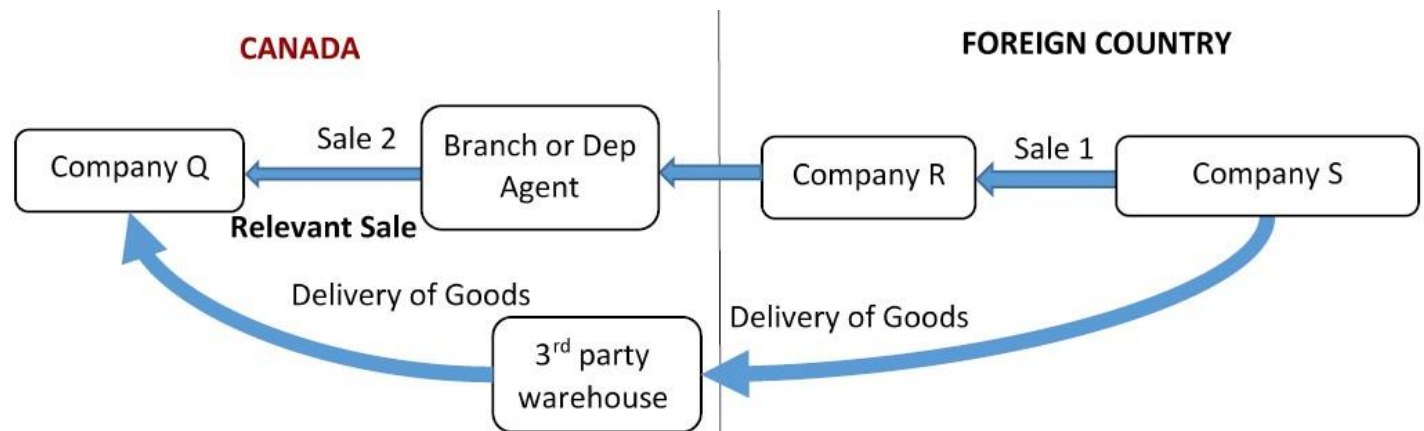 CANADA
FOREIGN COUNTRY
Company Q
Sale 2
Branch or Dep
Agent
Company R
Sale 1
Company S
Relevant Sale
Delivery of Goods
Delivery of Goods
3rd party
warehouse